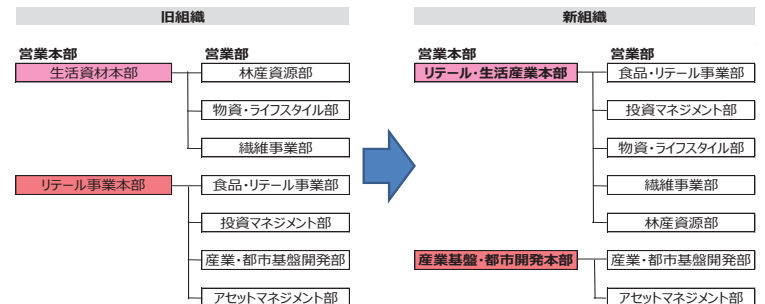 旧組織
営業本部 営業部
生活資材本部
林産資源部
物資・ライフスタイル部
繊維事業部
リテール事業本部
食品・リテール事業部
投資マネジメント部
産業・都市基盤開発部
アセットマネジメント部
新組織
営業本部 営業部
リテール・生活産業本部
食品・リテール事業部
投資マネジメント部
物資・ライフスタイル部
繊維事業部
林産資源部
産業基盤・都市開発本部
産業・都市基盤開発部
アセットマネジメント部